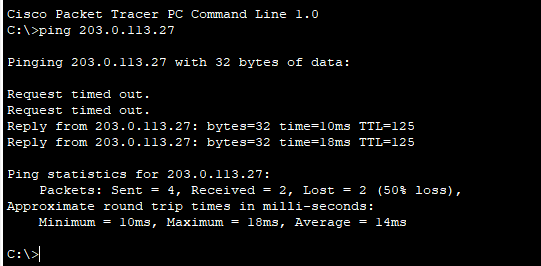 Cisco Packet Tracer PC Command Line 1.0
C:\>ping 203.0.113.27
Pinging 203.0.113.27 with 32 bytes of data:
Request timed out.
Request timed out.
Reply from 203.0.113.27: bytes=32 time=10ms TTL=125
Reply from 203.0.113.27: bytes=32 time=18ms TTL=125
Ping statistics for 203.0.113.27:
    Packets: Sent = 4, Received = 2, Lost = 2 (50% loss),
Approximate round trip times in milli-seconds:
    Minimum = 10ms, Maximum = 18ms, Average = 14ms
C:\>